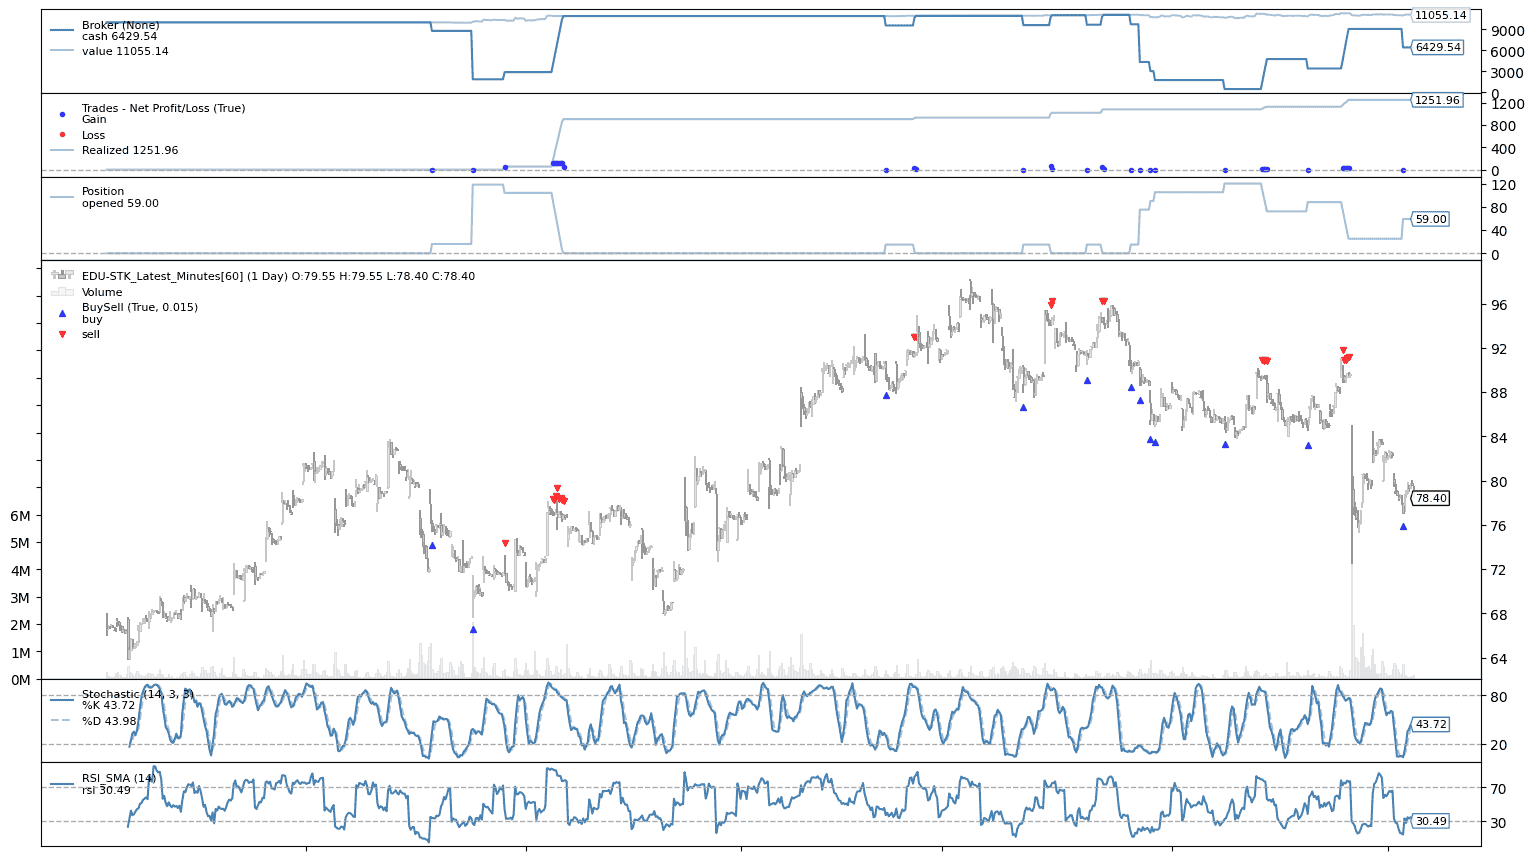 Broker (None)
cash 6429.54
value 11055.14
11055.14
9000
6429.54
6000
3000
0
Trades - Net Profit/Loss (True)
Gain
Loss
Realized 1251.96
1251.96
1200
800
400
0
Position
opened 59.00
120
80
59.00
40
0
EDU-STK_Latest_Minutes[60] (1 Day) O:79.55 H:79.55 L:78.40 C:78.40
Volume
BuySell (True, 0.015)
buy
sell
96
92
88
84
80
78.40
76
72
68
64
6M
5M
4M
3M
2M
1M
0M
Stochastic (14, 3, 3)
%K 43.72
%D 43.98
80
43.72
20
RSI_SMA (14)
rsi 30.49
70
30.49
30